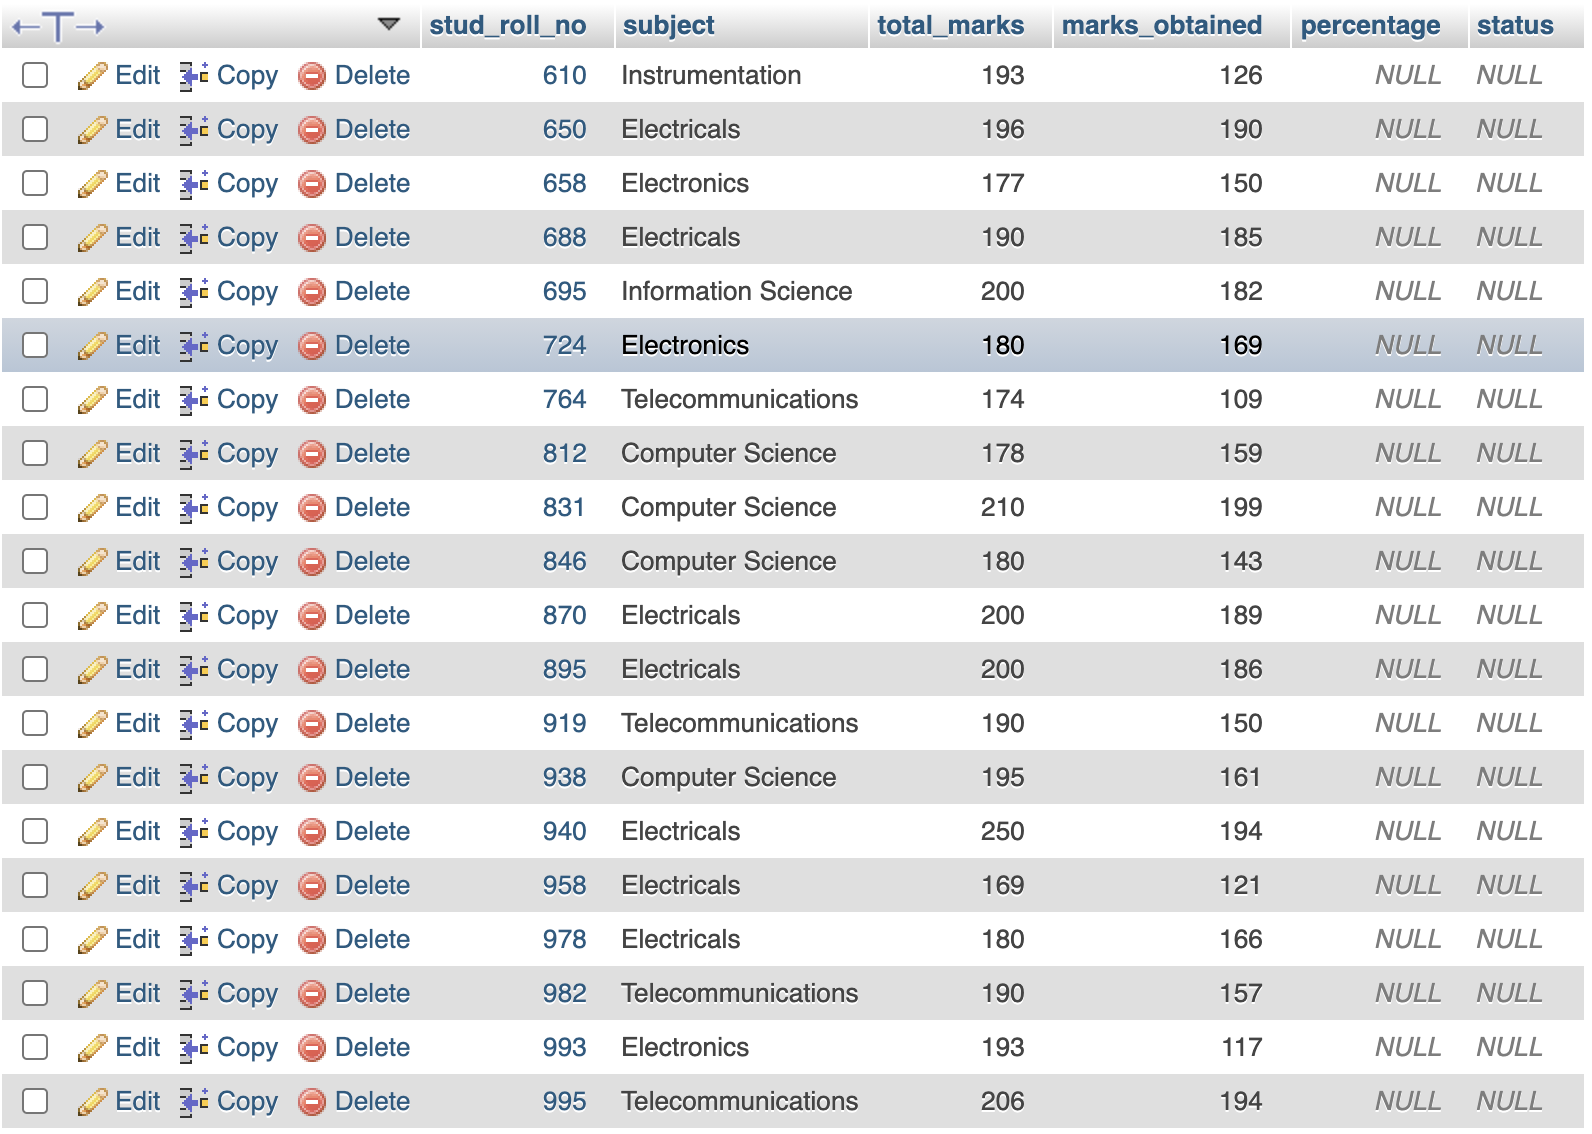 stud_roll_no subject total_marks marks_obtained percentage status
Edit Copy Delete 610 Instrumentation 193 126 NULL NULL
Edit Copy Delete 650 Electricals 196 190 NULL NULL
Edit Copy Delete 658 Electronics 177 150 NULL NULL
Edit Copy Delete 688 Electricals 190 185 NULL NULL
Edit Copy Delete 695 Information Science 200 182 NULL NULL
Edit Copy Delete 724 Electronics 180 169 NULL NULL
Edit Copy Delete 764 Telecommunications 174 109 NULL NULL
Edit Copy Delete 812 Computer Science 178 159 NULL NULL
Edit Copy Delete 831 Computer Science 210 199 NULL NULL
Edit Copy Delete 846 Computer Science 180 143 NULL NULL
Edit Copy Delete 870 Electricals 200 189 NULL NULL
Edit Copy Delete 895 Electricals 200 186 NULL NULL
Edit Copy Delete 919 Telecommunications 190 150 NULL NULL
Edit Copy Delete 938 Computer Science 195 161 NULL NULL
Edit Copy Delete 940 Electricals 250 194 NULL NULL
Edit Copy Delete 958 Electricals 169 121 NULL NULL
Edit Copy Delete 978 Electricals 180 166 NULL NULL
Edit Copy Delete 982 Telecommunications 190 157 NULL NULL
Edit Copy Delete 993 Electronics 193 117 NULL NULL
Edit Copy Delete 995 Telecommunications 206 194 NULL NULL